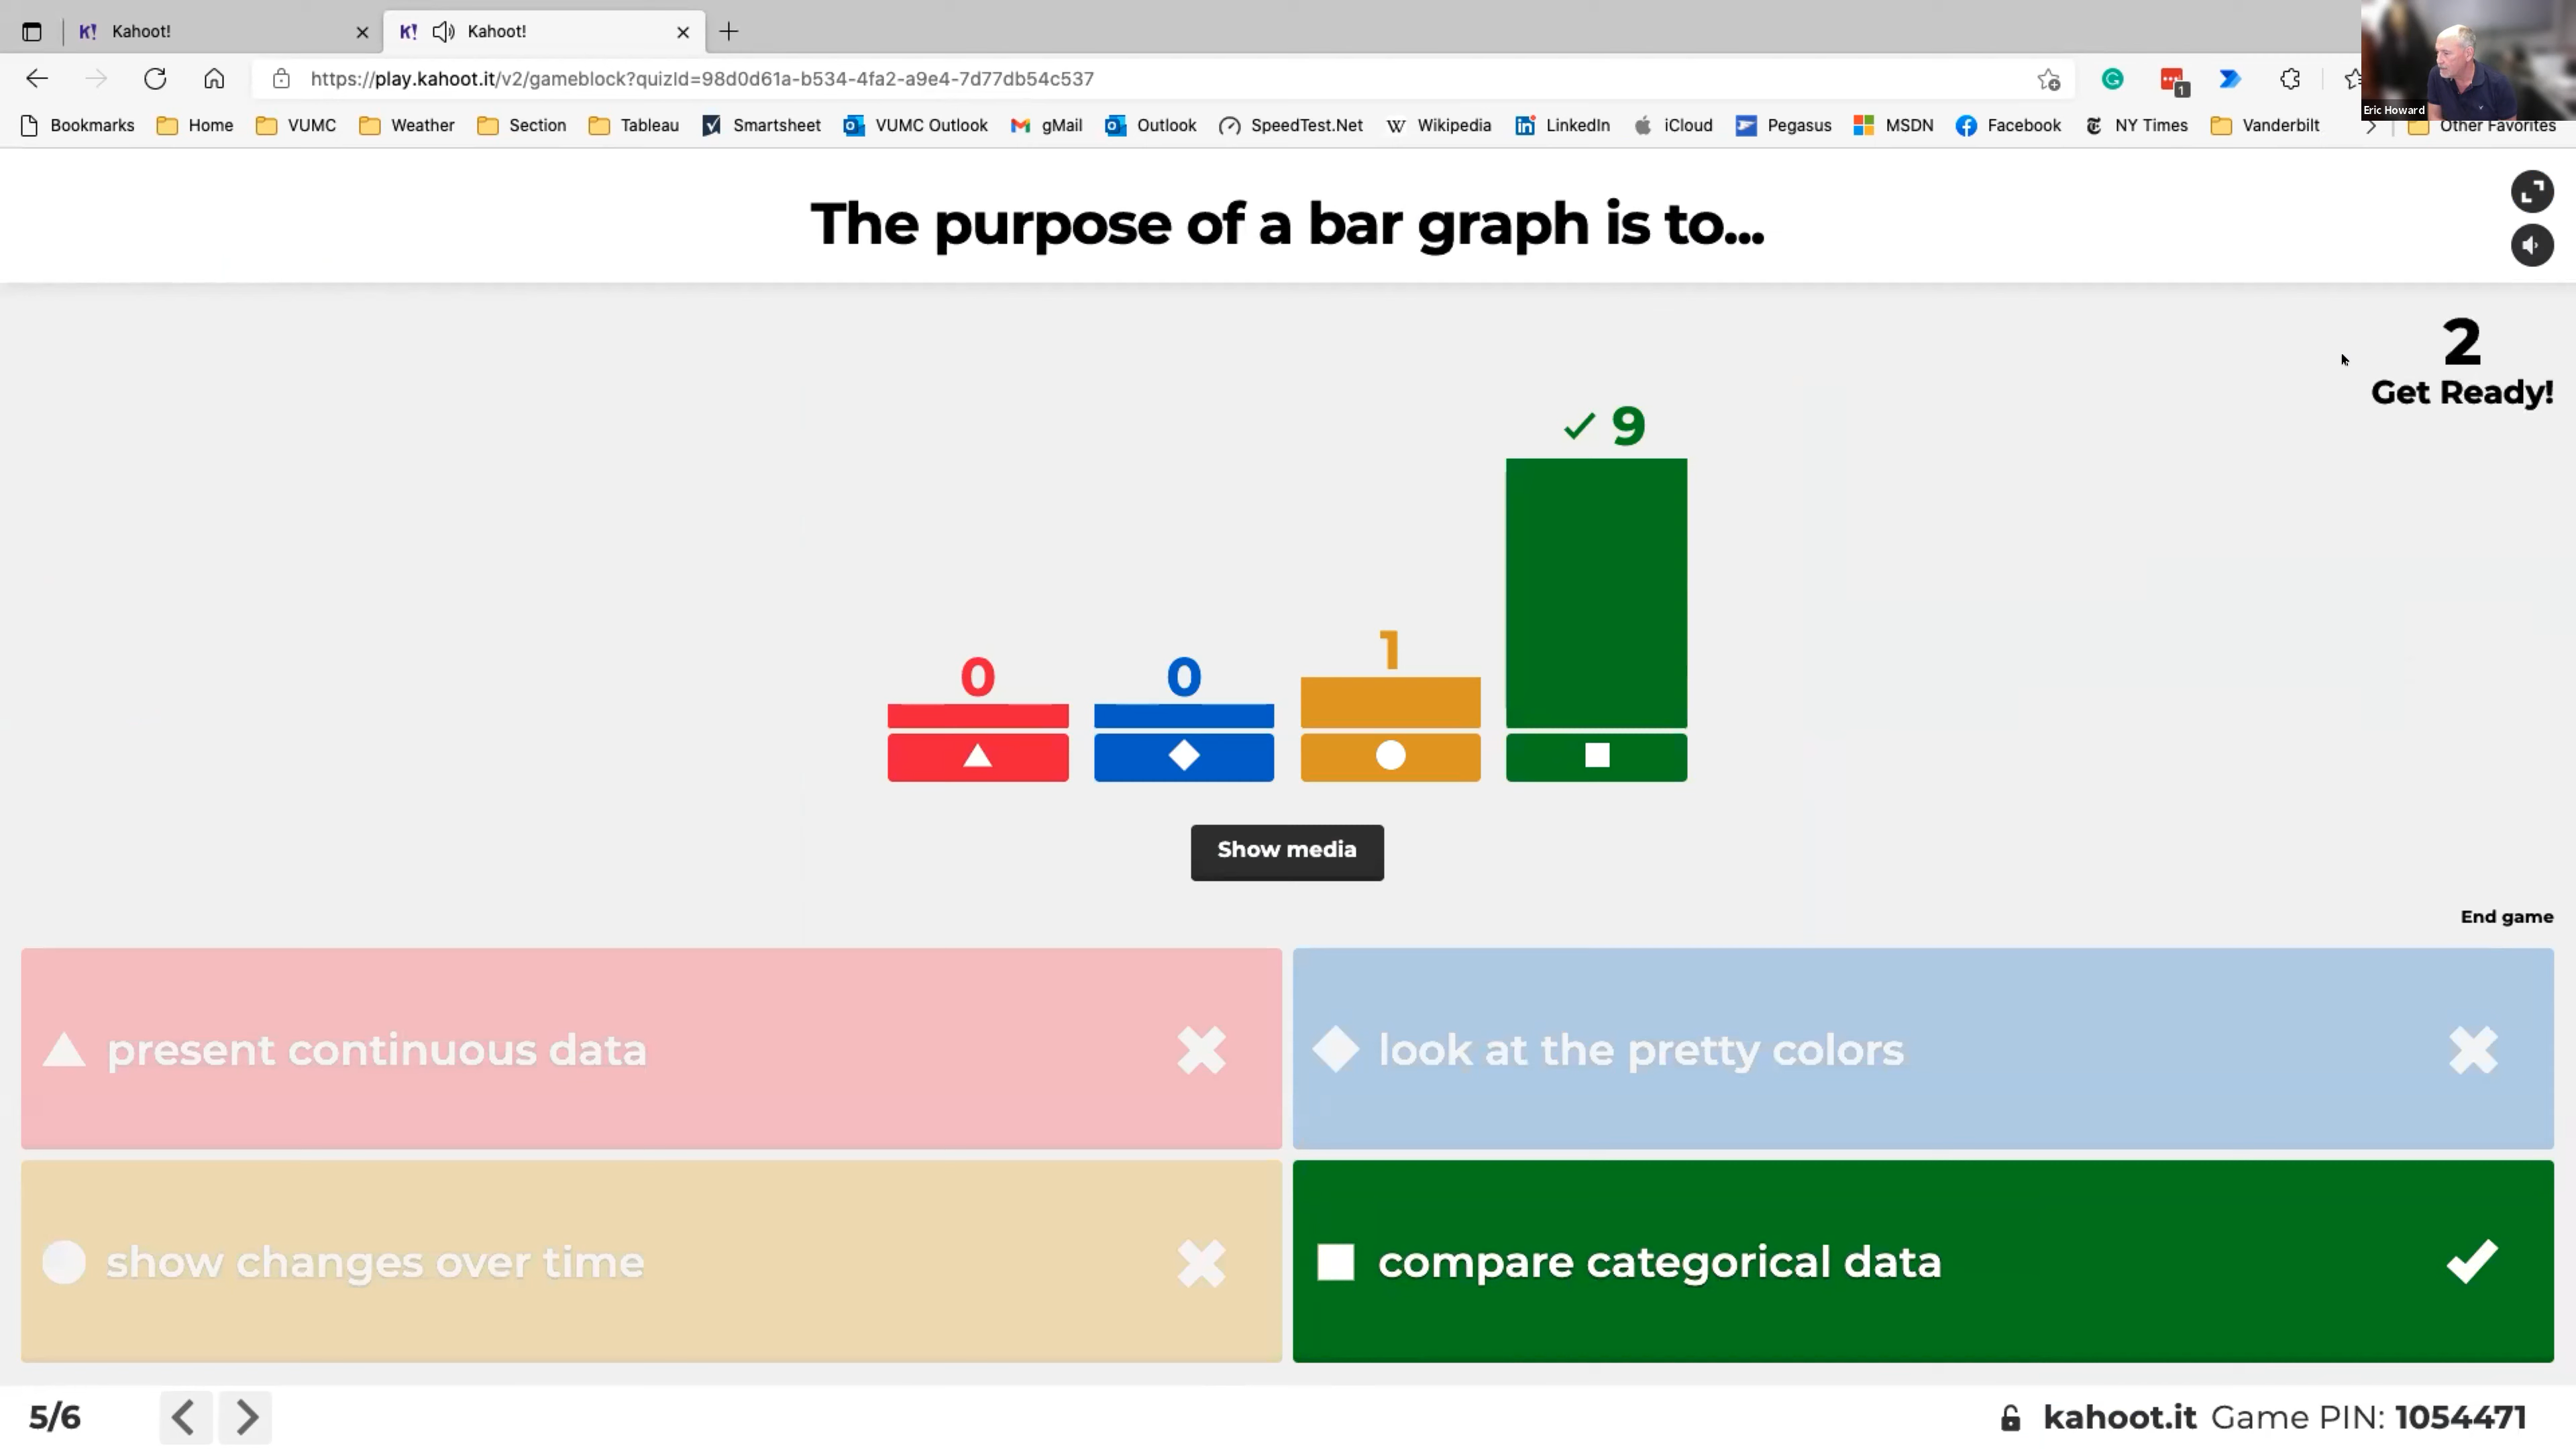 K! Kahoot!
K! Kahoot!
https://play.kahoot.it/v2/gameblock?quizId=98d0d61a-b534-4fa2-a9e4-7d77db54c537
1
Eric Howard
Bookmarks Home VUMC Weather Section Tableau Smartsheet VUMC Outlook gMail Outlook SpeedTest.Net Wikipedia LinkedIn iCloud Pegasus MSDN Facebook NY Times Vanderbilt Other Favorites
The purpose of a bar graph is to...
2
Get Ready!
9
0 0 1
Show media
End game
present continuous data
look at the pretty colors
show changes over time
compare categorical data
5/6
kahoot.it Game PIN: 1054471